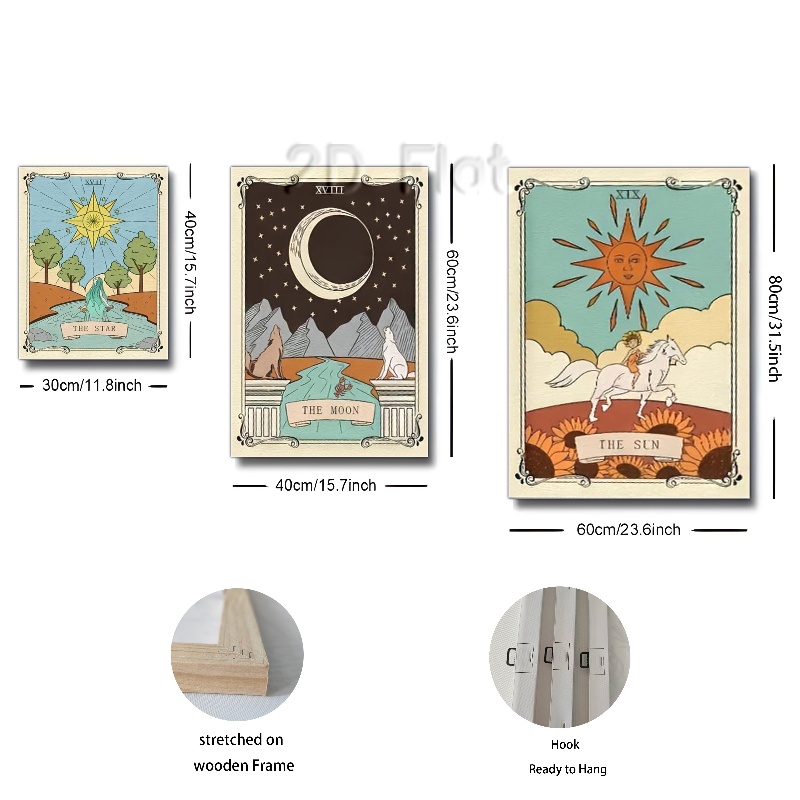 2D Flat
XVII
THE STAR
40cm/15.7inch
30cm/11.8inch
XVIII
THE MOON
60cm/23.6inch
40cm/15.7inch
XIX
THE SUN
80cm/31.5inch
60cm/23.6inch
stretched on
wooden Frame
Hook
Ready to Hang